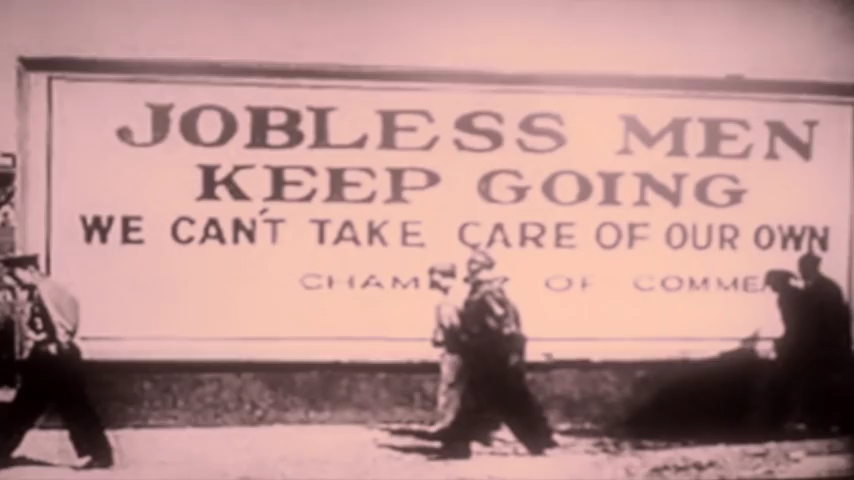 JOBLESS MEN
KEEP GOING
WE CAN'T TAKE CARE OF OUR OWN
OF